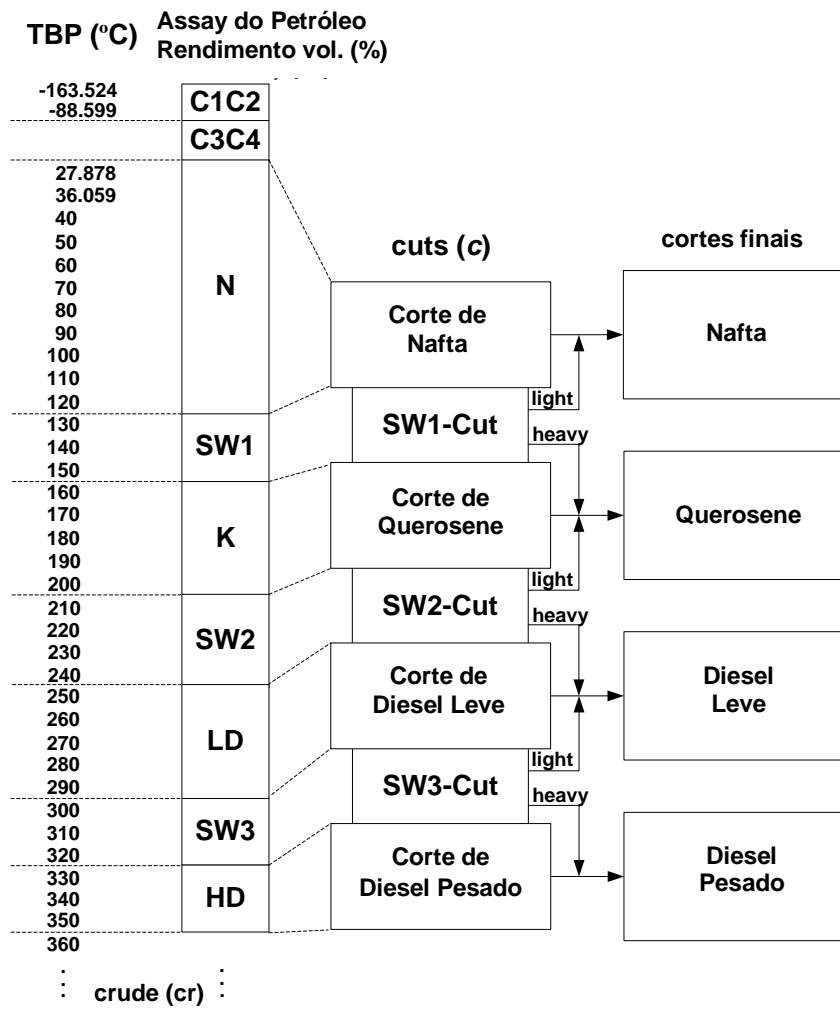 TBP (ºC)
Assay do Petróleo
Rendimento vol. (%)
-163.524
-88.599
27.878
36.059
40
50
60
70
80
90
100
110
120
130
140
150
160
170
180
190
200
210
220
230
240
250
260
270
280
290
300
310
320
330
340
350
360
C1C2
C3C4
N
SW1
K
SW2
LD
SW3
HD
crude (cr)
cuts (c)
Corte de
Nafta
SW1-Cut
Corte de
Querosene
SW2-Cut
Corte de
Diesel Leve
SW3-Cut
Corte de
Diesel Pesado
light
heavy
light
heavy
light
heavy
cortes finais
Nafta
Querosene
Diesel
Leve
Diesel
Pesado